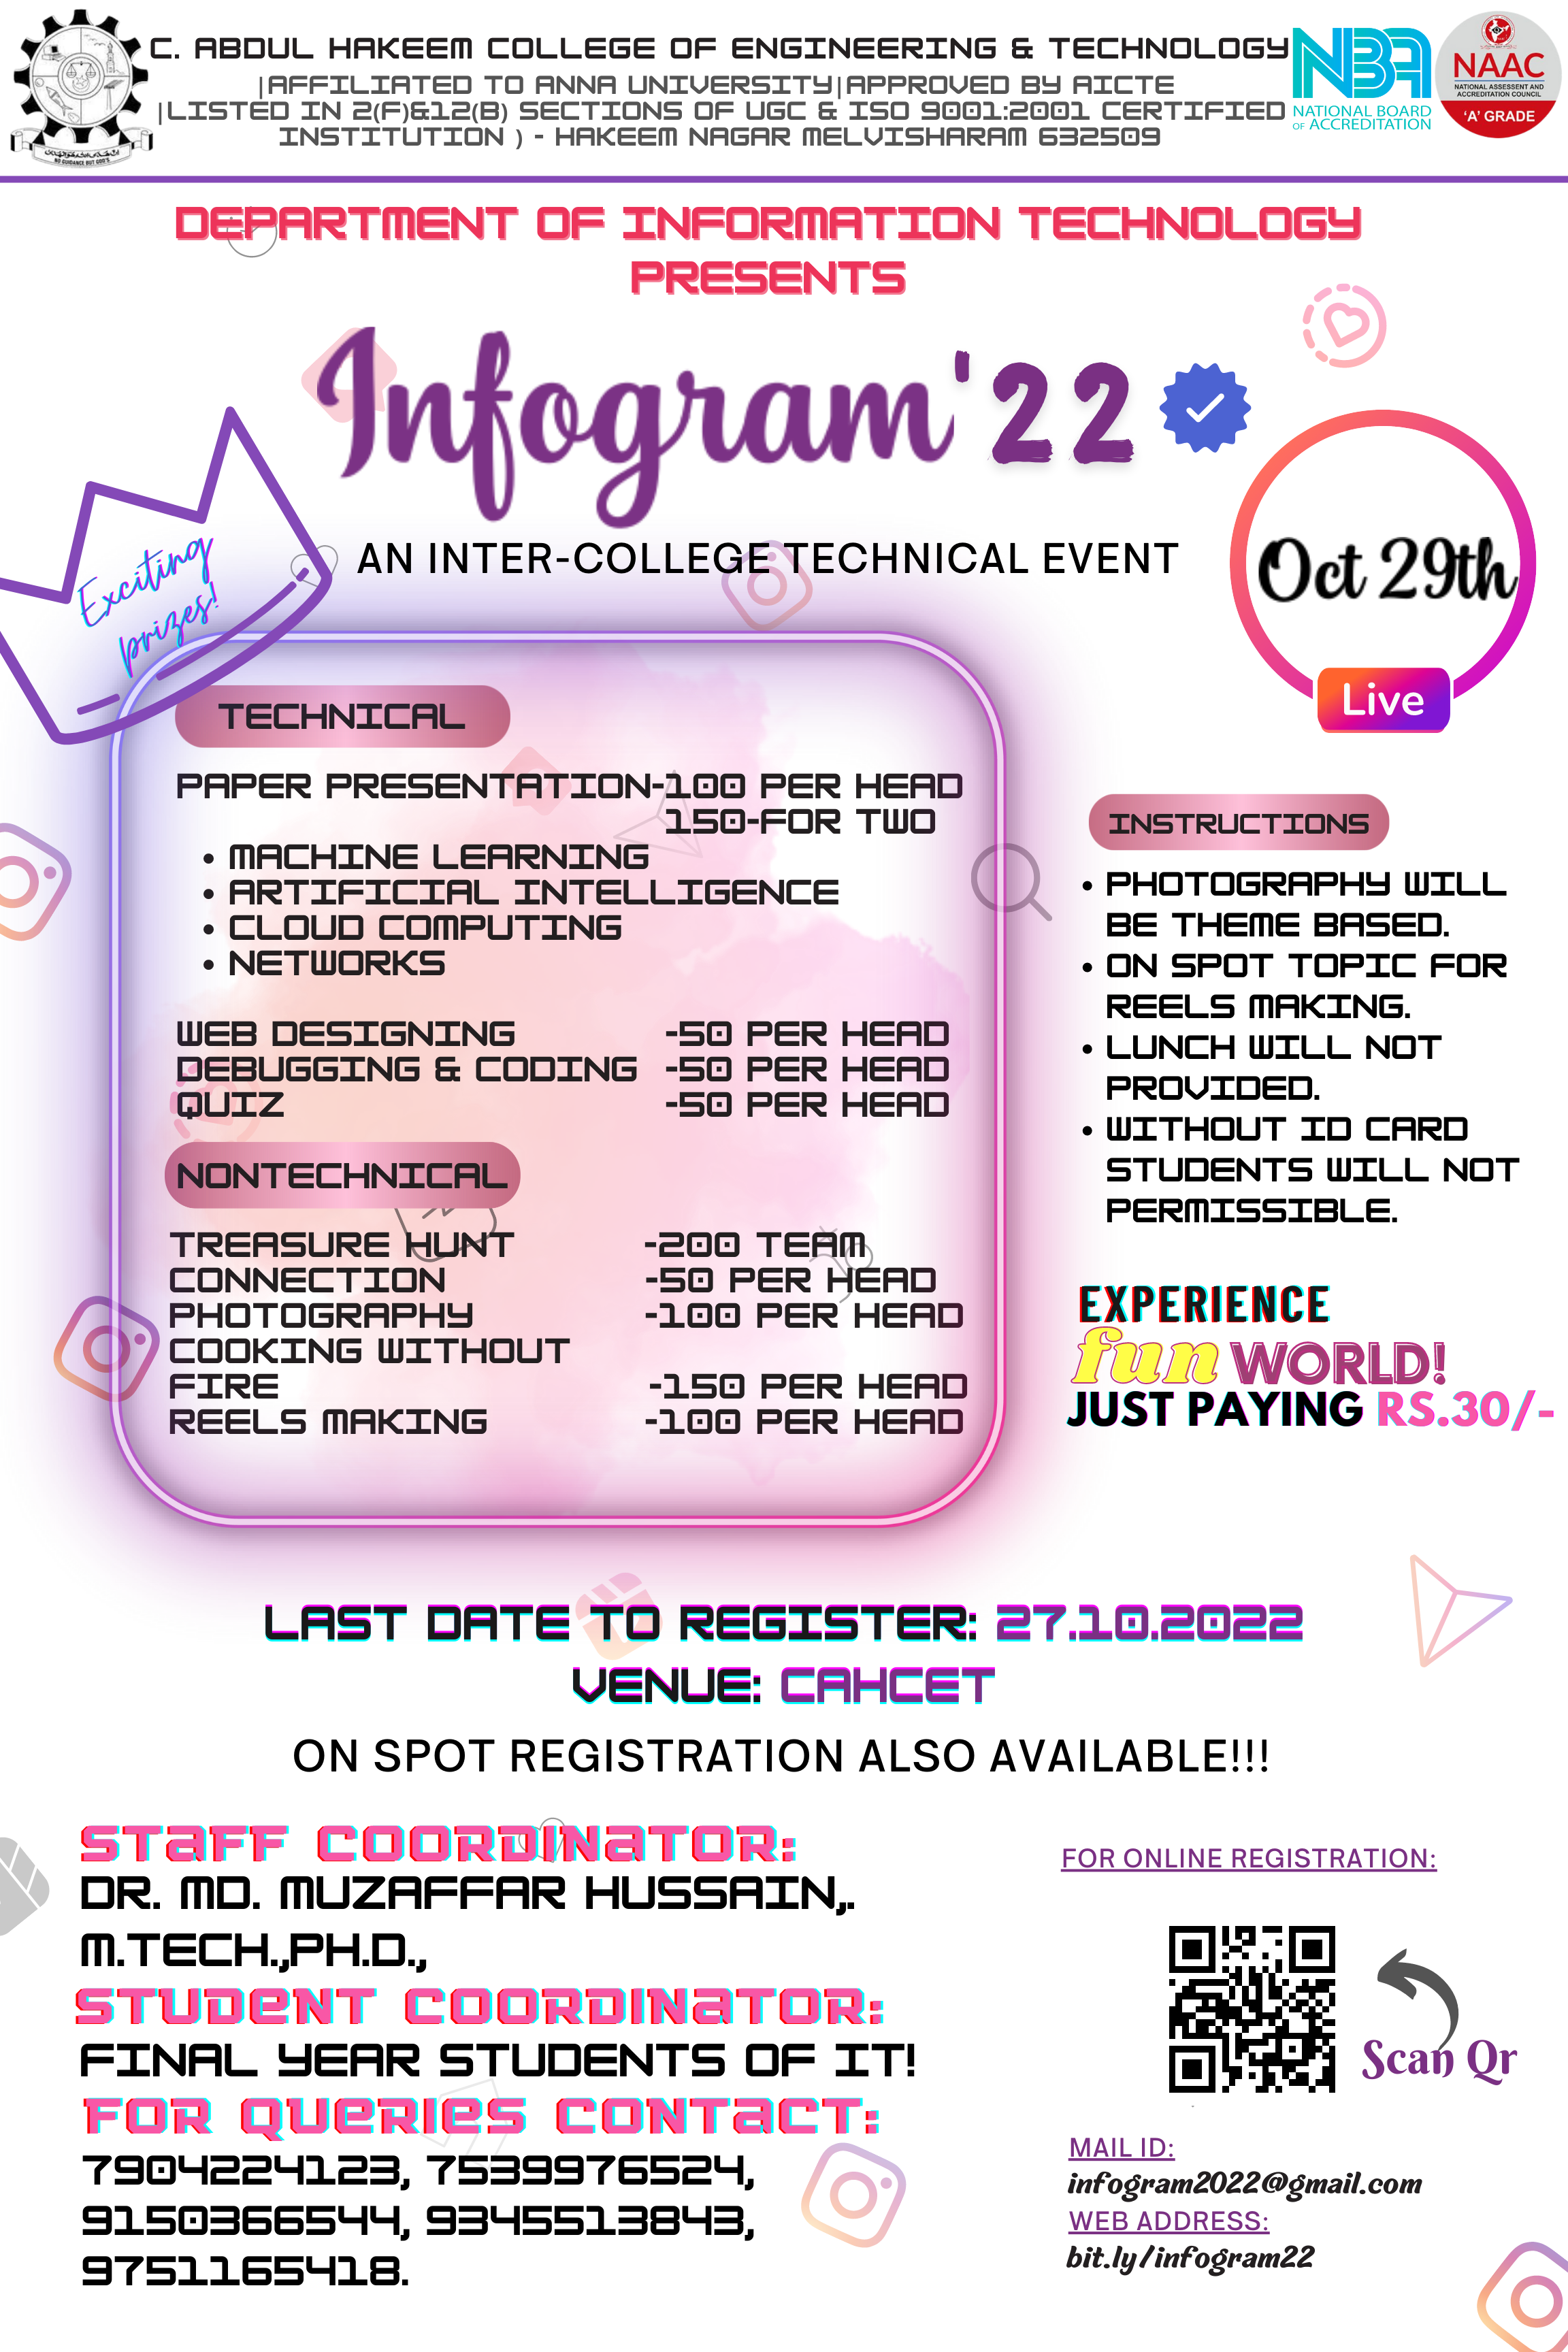 C. ABDUL HAKEEM COLLEGE OF ENGINEERING & TECHNOLOGY
|AFFILIATED TO ANNA UNIVERSITY|APPROVED BY AICTE
|LISTED IN 2(F)&12(B) SECTIONS OF UGC & ISO 9001:2001 CERTIFIED
INSTITUTION ) - HAKEEM NAGAR MELVISHARAM 632509
NO GUIDANCE BUT GOD'S
NBA
NATIONAL BOARD
OF ACCREDITATION
NAAC
NATIONAL ASSESSMENT AND
ACCREDITATION COUNCIL
'A' GRADE
DEPARTMENT OF INFORMATION TECHNOLOGY
PRESENTS
Infogram'22
AN INTER-COLLEGE TECHNICAL EVENT
Exciting
prizes!
Oct 29th
Live
TECHNICAL
PAPER PRESENTATION-100 PER HEAD
150-FOR TWO
• MACHINE LEARNING
• ARTIFICIAL INTELLIGENCE
• CLOUD COMPUTING
• NETWORKS
WEB DESIGNING -50 PER HEAD
DEBUGGING & CODING -50 PER HEAD
QUIZ -50 PER HEAD
NONTECHNICAL
TREASURE HUNT -200 TEAM
CONNECTION -50 PER HEAD
PHOTOGRAPHY -100 PER HEAD
COOKING WITHOUT
FIRE -150 PER HEAD
REELS MAKING -100 PER HEAD
INSTRUCTIONS
• PHOTOGRAPHY WILL
BE THEME BASED.
• ON SPOT TOPIC FOR
REELS MAKING.
• LUNCH WILL NOT
PROVIDED.
• WITHOUT ID CARD
STUDENTS WILL NOT
PERMISSIBLE.
EXPERIENCE
fun WORLD!
JUST PAYING RS.30/-
LAST DATE TO REGISTER: 27.10.2022
VENUE: CAHCET
ON SPOT REGISTRATION ALSO AVAILABLE!!!
STAFF COORDINATOR:
DR. MD. MUZAFFAR HUSSAIN,.
M.TECH.,PH.D.,
STUDENT COORDINATOR:
FINAL YEAR STUDENTS OF IT!
FOR QUERIES CONTACT:
7904224123, 7539976524,
9150366544, 9345513843,
9751165418.
FOR ONLINE REGISTRATION:
Scan Qr
MAIL ID:
infogram2022@gmail.com
WEB ADDRESS:
bit.ly/infogram22